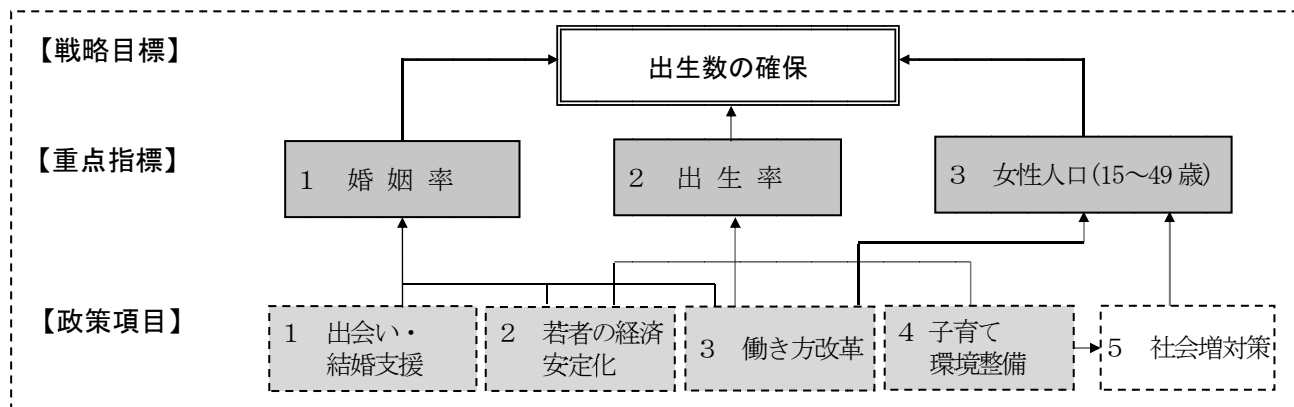 【戦略目標】
出生数の確保
【重点指標】
1 婚 姻 率
2 出 生 率
3 女性人口(15～49 歳)
【政策項目】
1 出会い・
結婚支援
2 若者の経済
安定化
3 働き方改革
4 子育て
環境整備
5 社会増対策